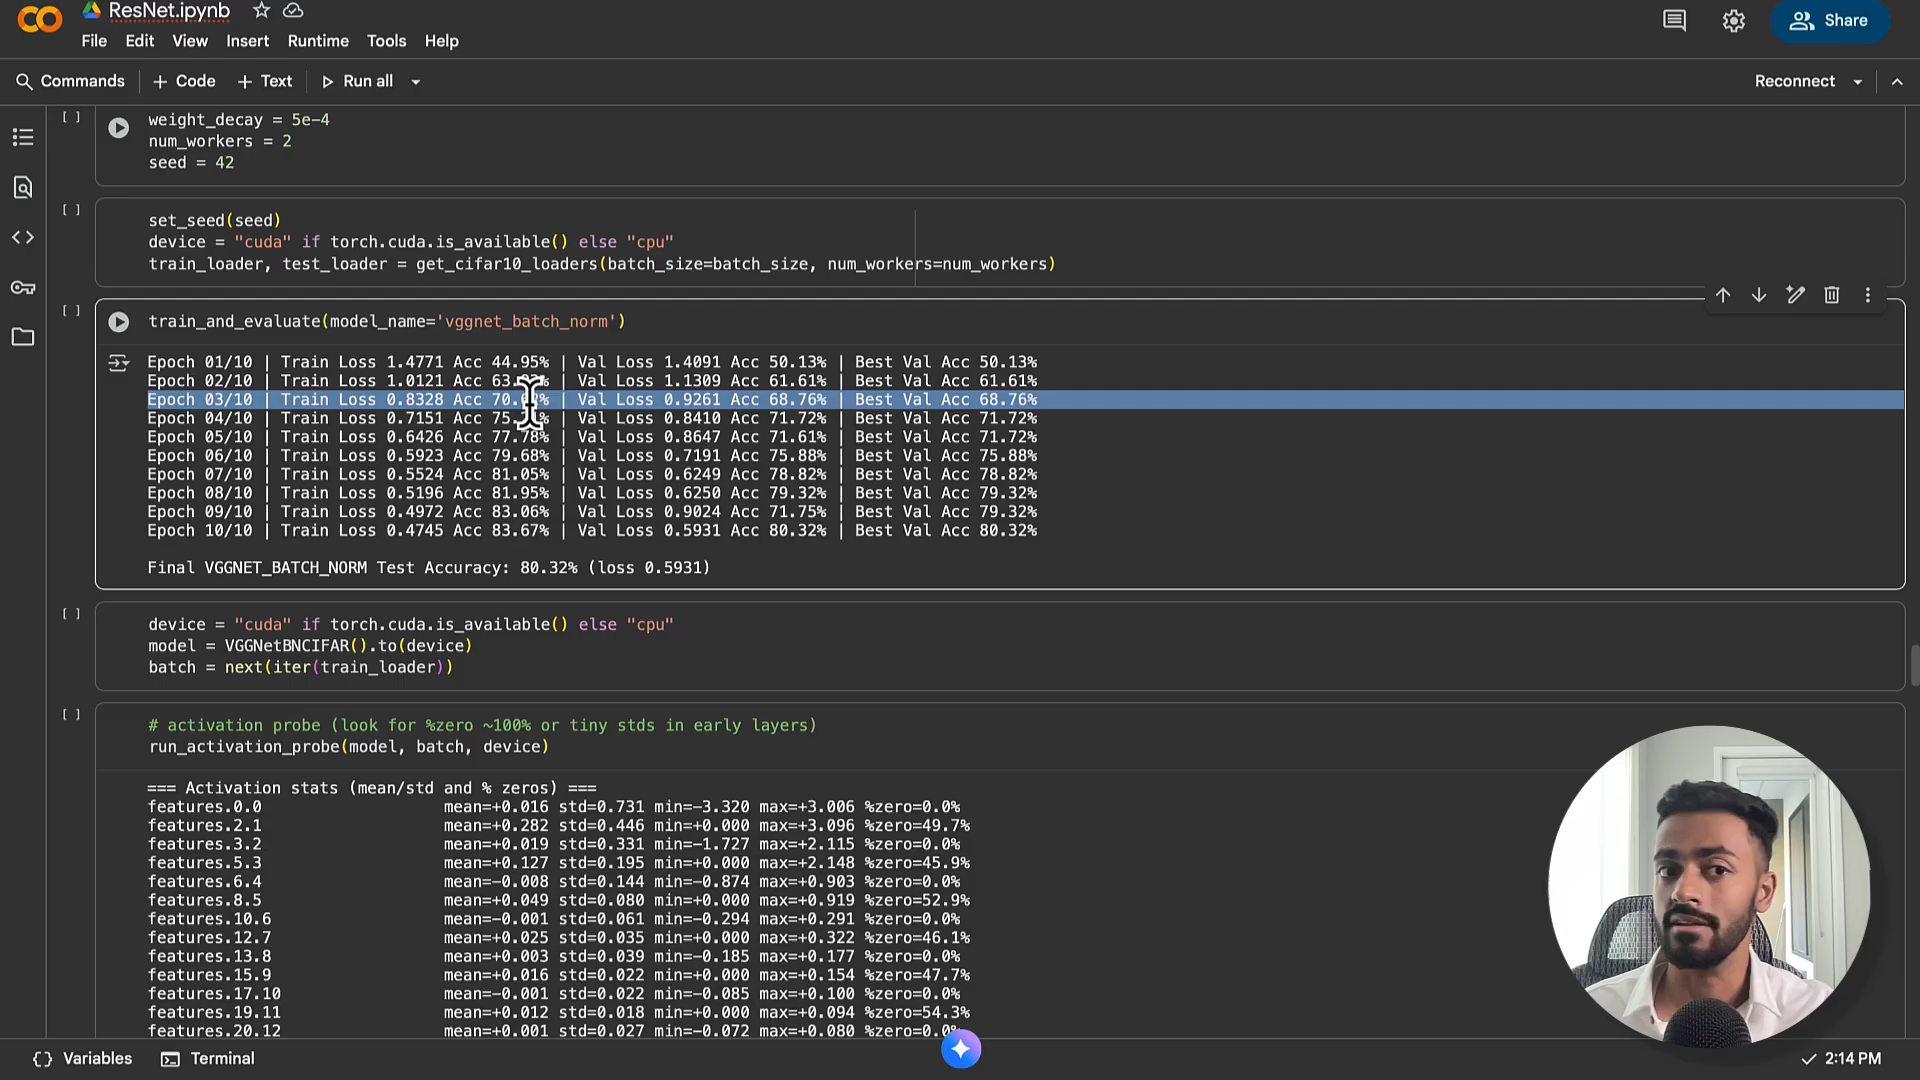 ResNet.ipynb
File Edit View Insert Runtime Tools Help
Share
Commands + Code + Text Run all
Reconnect
[ ]
weight_decay = 5e-4
num_workers = 2
seed = 42
[ ]
set_seed(seed)
device = "cuda" if torch.cuda.is_available() else "cpu"
train_loader, test_loader = get_cifar10_loaders(batch_size=batch_size, num_workers=num_workers)
[ ]
train_and_evaluate(model_name='vggnet_batch_norm')
Epoch 01/10 | Train Loss 1.4771 Acc 44.95% | Val Loss 1.4091 Acc 50.13% | Best Val Acc 50.13%
Epoch 02/10 | Train Loss 1.0121 Acc | Val Loss 1.1309 Acc 61.61% | Best Val Acc 61.61%
Epoch 03/10 | Train Loss 0.8328 Acc | Val Loss 0.9261 Acc 68.76% | Best Val Acc 68.76%
Epoch 04/10 | Train Loss 0.7151 Acc | Val Loss 0.8410 Acc 71.72% | Best Val Acc 71.72%
Epoch 05/10 | Train Loss 0.6426 Acc 77.78% | Val Loss 0.8647 Acc 71.61% | Best Val Acc 71.72%
Epoch 06/10 | Train Loss 0.5923 Acc 79.68% | Val Loss 0.7191 Acc 75.88% | Best Val Acc 75.88%
Epoch 07/10 | Train Loss 0.5524 Acc 81.05% | Val Loss 0.6249 Acc 78.82% | Best Val Acc 78.82%
Epoch 08/10 | Train Loss 0.5196 Acc 81.95% | Val Loss 0.6250 Acc 79.32% | Best Val Acc 79.32%
Epoch 09/10 | Train Loss 0.4972 Acc 83.06% | Val Loss 0.9024 Acc 71.75% | Best Val Acc 79.32%
Epoch 10/10 | Train Loss 0.4745 Acc 83.67% | Val Loss 0.5931 Acc 80.32% | Best Val Acc 80.32%
Final VGGNET_BATCH_NORM Test Accuracy: 80.32% (loss 0.5931)
[ ]
device = "cuda" if torch.cuda.is_available() else "cpu"
model = VGGNetBNCIFAR().to(device)
batch = next(iter(train_loader))
[ ]
# activation probe (look for %zero ~100% or tiny stds in early layers)
run_activation_probe(model, batch, device)
=== Activation stats (mean/std and % zeros) ===
features.0.0 mean=+0.016 std=0.731 min=-3.320 max=+3.006 %zero=0.0%
features.2.1 mean=+0.282 std=0.446 min=+0.000 max=+3.096 %zero=49.7%
features.3.2 mean=+0.019 std=0.331 min=-1.727 max=+2.115 %zero=0.0%
features.5.3 mean=+0.127 std=0.195 min=+0.000 max=+2.148 %zero=45.9%
features.6.4 mean=-0.008 std=0.144 min=-0.874 max=+0.903 %zero=0.0%
features.8.5 mean=+0.049 std=0.080 min=+0.000 max=+0.919 %zero=52.9%
features.10.6 mean=-0.001 std=0.061 min=-0.294 max=+0.291 %zero=0.0%
features.12.7 mean=+0.025 std=0.035 min=+0.000 max=+0.322 %zero=46.1%
features.13.8 mean=+0.003 std=0.039 min=-0.185 max=+0.177 %zero=0.0%
features.15.9 mean=+0.016 std=0.022 min=+0.000 max=+0.154 %zero=47.7%
features.17.10 mean=-0.001 std=0.022 min=-0.085 max=+0.100 %zero=0.0%
features.19.11 mean=+0.012 std=0.018 min=+0.000 max=+0.094 %zero=54.3%
features.20.12 mean=+0.001 std=0.027 min=-0.072 max=+0.080 %zero=0.0%
Variables Terminal
2:14 PM